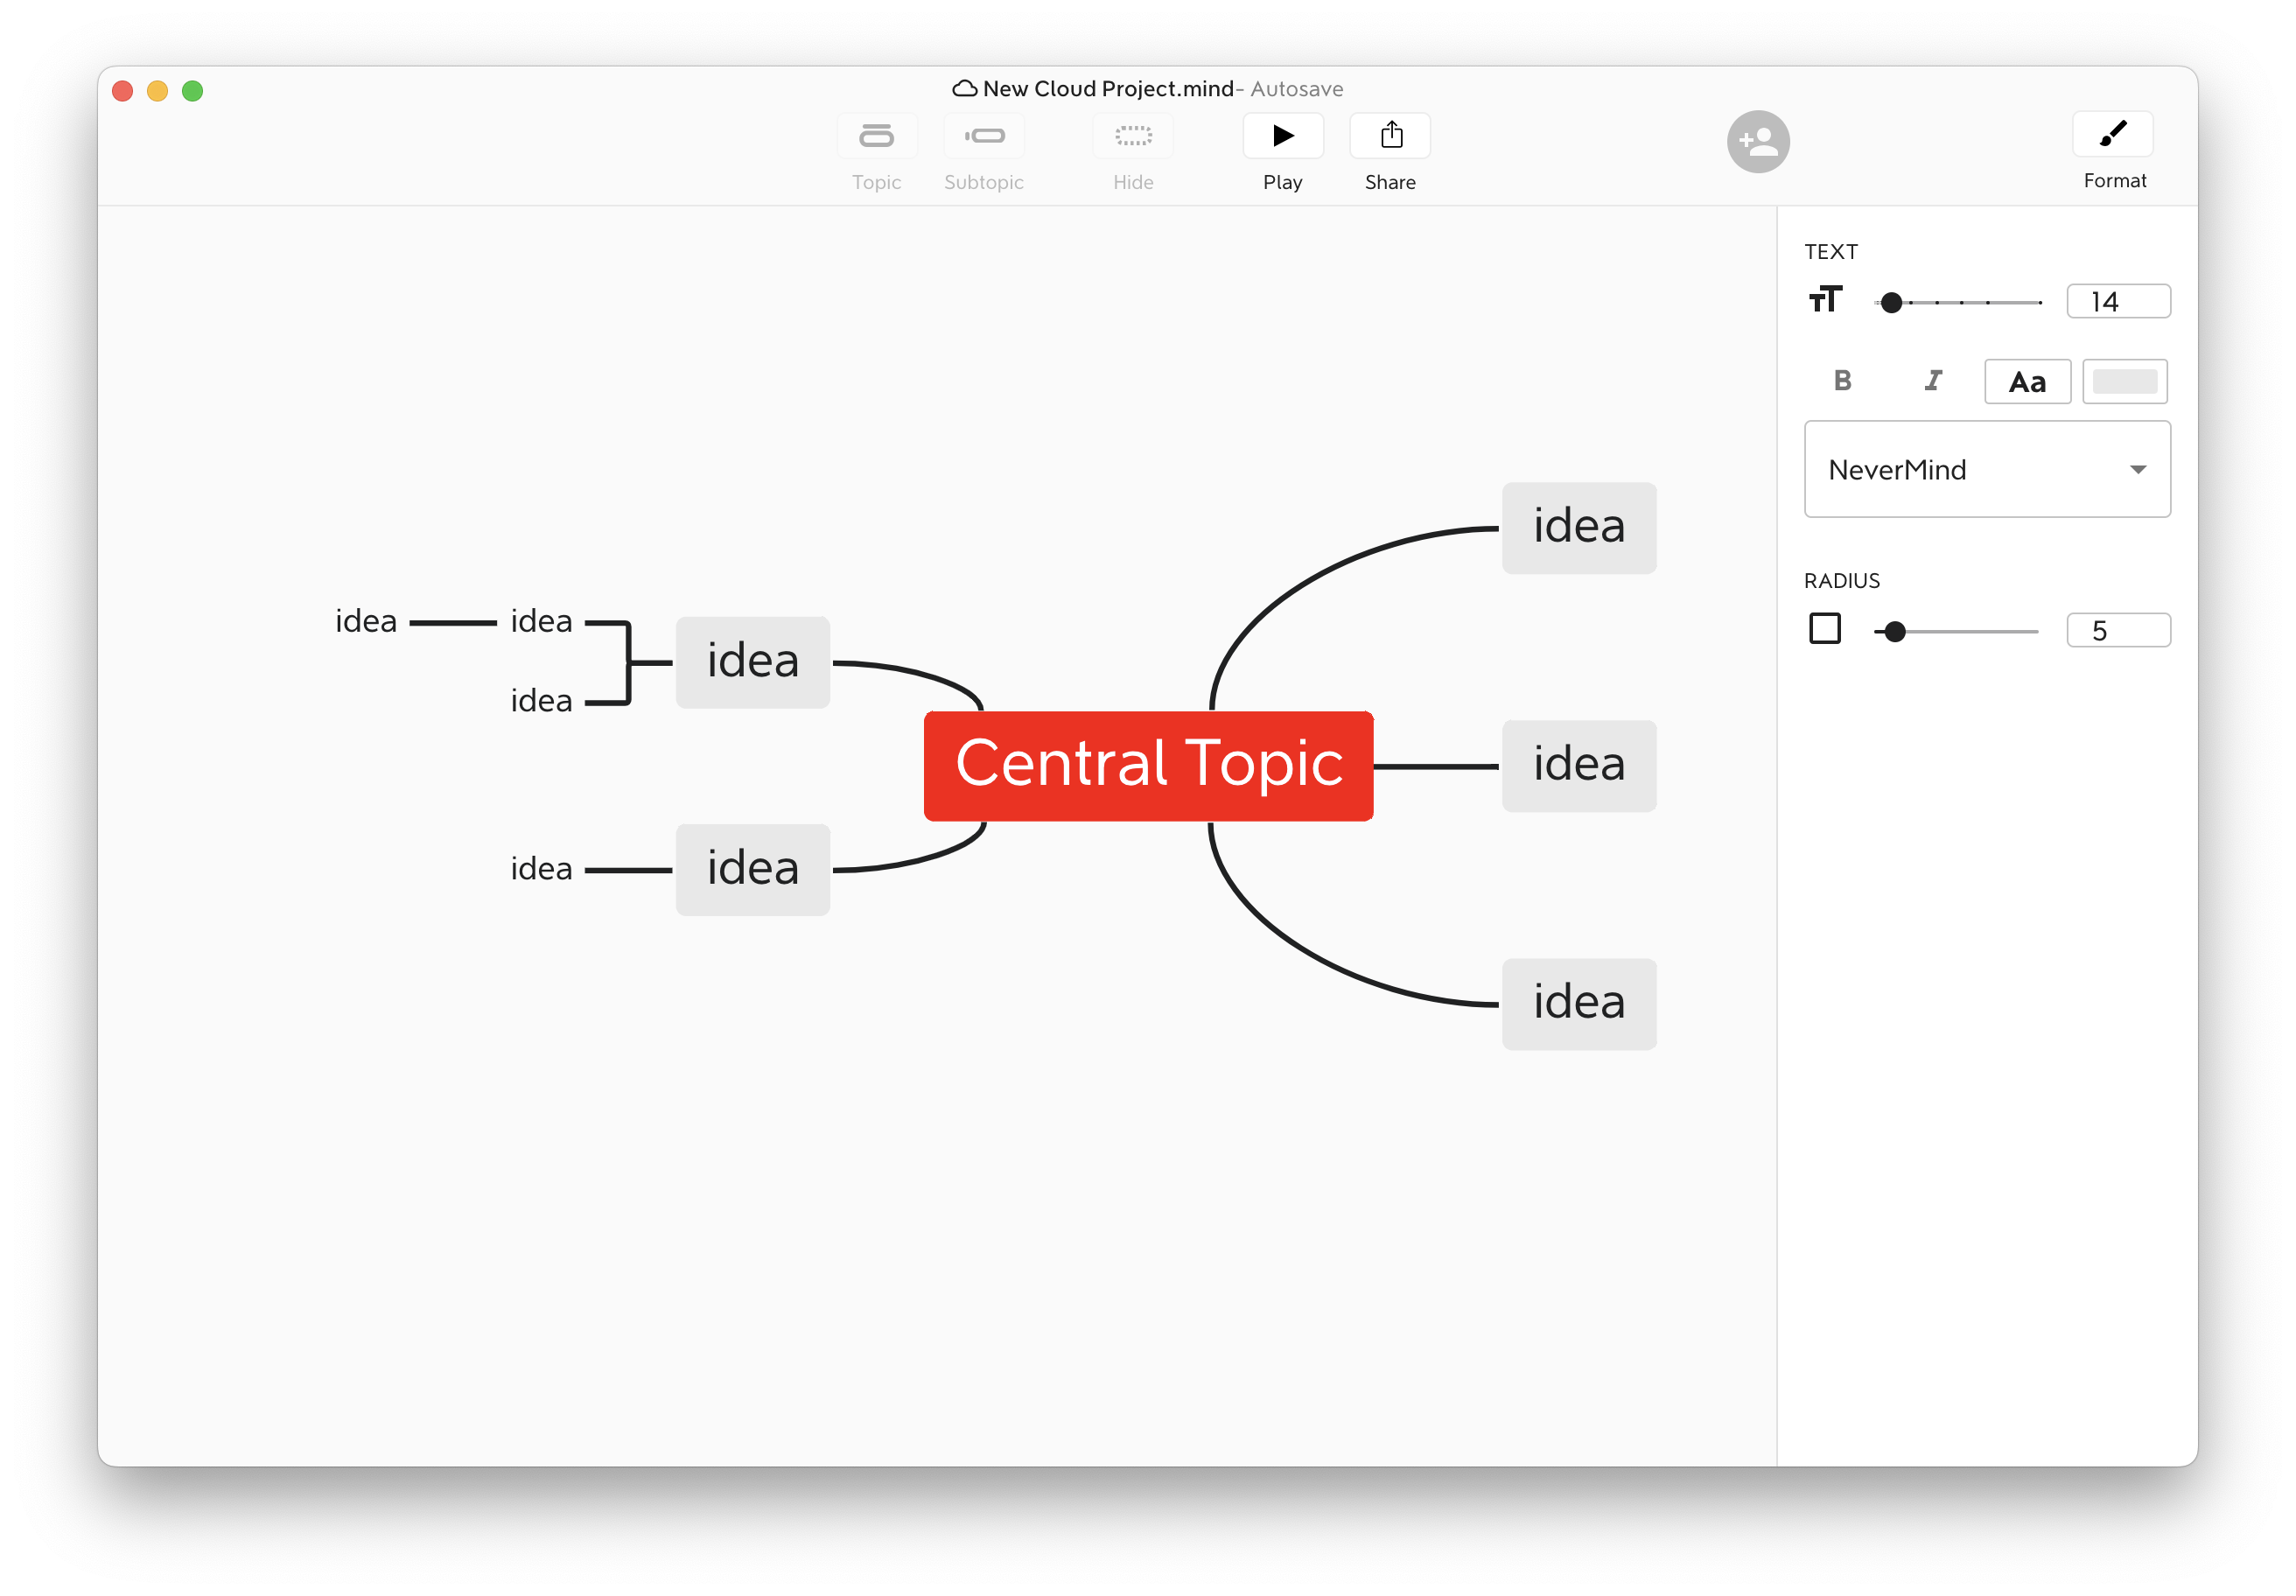 New Cloud Project.mind- Autosave
Topic
Subtopic
Hide
Play
Share
Format
TEXT
14
B
I
Aa
NeverMind
RADIUS
5
idea
idea
idea
idea
idea
idea
Central Topic
idea
idea
idea